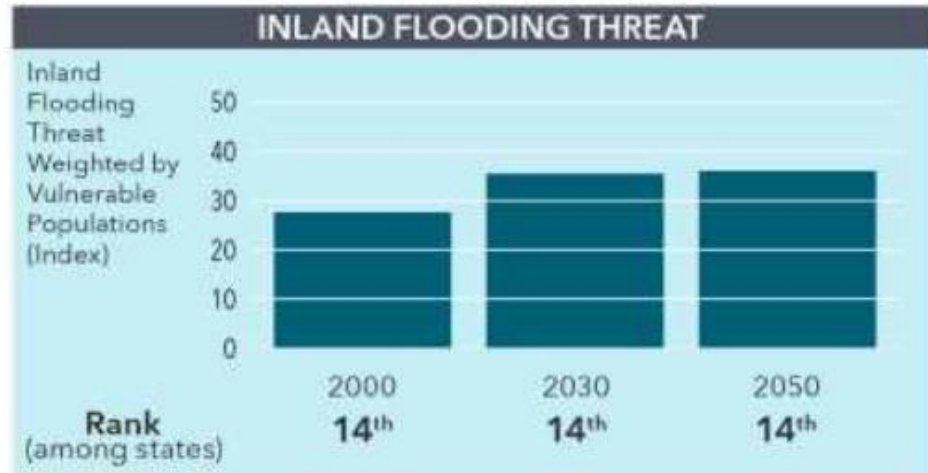 INLAND FLOODING THREAT
Inland
Flooding
Threat
Weighted by
Vulnerable
Populations
(Index)
50
40
30
20
10
0
2000 2030 2050
Rank 14th 14th 14th
(among states)